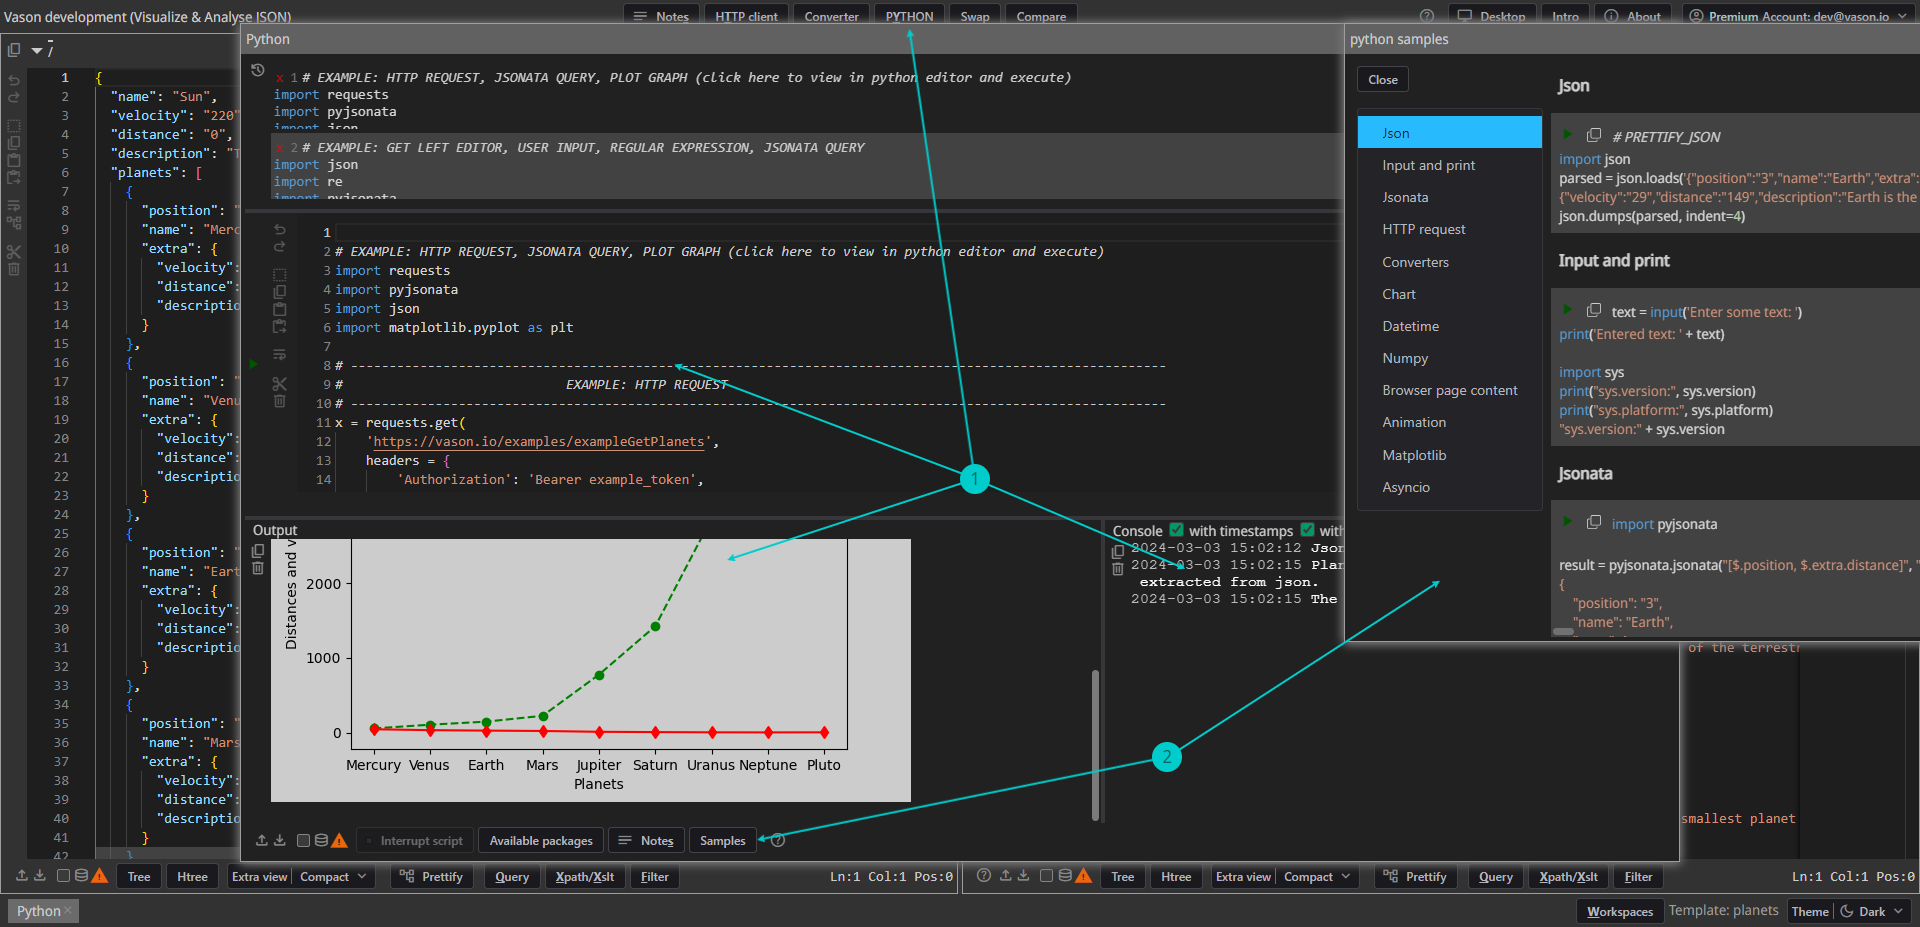 Vason development (Visualize & Analyse JSON)
Notes
HTTP client
Converter
PYTHON
Swap
Compare
Desktop
Intro
About
Premium Account: dev@vason.io
/
1 {
2 "name": "Sun",
3 "velocity": "220"
4 "distance": "0",
5 "description": "T
6 "planets": [
7 {
8 "position": "
9 "name": "Merc
10 "extra": {
11 "velocity":
12 "distance":
13 "descriptio
14 }
15 },
16 {
17 "position": "
18 "name": "Venu
19 "extra": {
20 "velocity":
21 "distance":
22 "descriptio
23 }
24 },
25 {
26 "position": "
27 "name": "Eart
28 "extra": {
29 "velocity":
30 "distance":
31 "descriptio
32 }
33 },
34 {
35 "position": "
36 "name": "Mars
37 "extra": {
38 "velocity":
39 "distance":
40 "descriptio
41 }
42 }
Python
x 1 # EXAMPLE: HTTP REQUEST, JSONATA QUERY, PLOT GRAPH (click here to view in python editor and execute)
import requests
import pyjsonata
import json
x 2 # EXAMPLE: GET LEFT EDITOR, USER INPUT, REGULAR EXPRESSION, JSONATA QUERY
import json
import re
import pyjsonata
1
2 # EXAMPLE: HTTP REQUEST, JSONATA QUERY, PLOT GRAPH (click here to view in python editor and execute)
3 import requests
4 import pyjsonata
5 import json
6 import matplotlib.pyplot as plt
7
8 # ----------------------------------------------------------------------------------------------------------
9 # EXAMPLE: HTTP REQUEST
10 # ----------------------------------------------------------------------------------------------------------
11 x = requests.get(
12 'https://vason.io/examples/exampleGetPlanets',
13 headers = {
14 'Authorization': 'Bearer example_token',
1
Output
Distances and v
2000
1000
0
Mercury Venus Earth Mars Jupiter Saturn Uranus Neptune Pluto
Planets
Console with timestamps with
2024-03-03 15:02:12 Json
2024-03-03 15:02:15 Plan
extracted from json.
2024-03-03 15:02:15 The
2
Interrupt script
Available packages
Notes
Samples
python samples
Close
Json
Input and print
Jsonata
HTTP request
Converters
Chart
Datetime
Numpy
Browser page content
Animation
Matplotlib
Asyncio
Json
# PRETTIFY_JSON
import json
parsed = json.loads('{"position":"3","name":"Earth","extra":
{"velocity":"29","distance":"149","description":"Earth is the
json.dumps(parsed, indent=4)
Input and print
text = input('Enter some text: ')
print('Entered text: ' + text)
import sys
print("sys.version:", sys.version)
print("sys.platform:", sys.platform)
"sys.version:" + sys.version
Jsonata
import pyjsonata
result = pyjsonata.jsonata("[$.position, $.extra.distance]", "
{
"position": "3",
"name": "Earth",
of the terrestr
smallest planet
Tree
Htree
Extra view
Compact
Prettify
Query
Xpath/Xslt
Filter
Ln:1 Col:1 Pos:0
Tree
Htree
Extra view
Compact
Prettify
Query
Xpath/Xslt
Filter
Ln:1 Col:1 Pos:0
Python ×
Workspaces
Template: planets
Theme
Dark